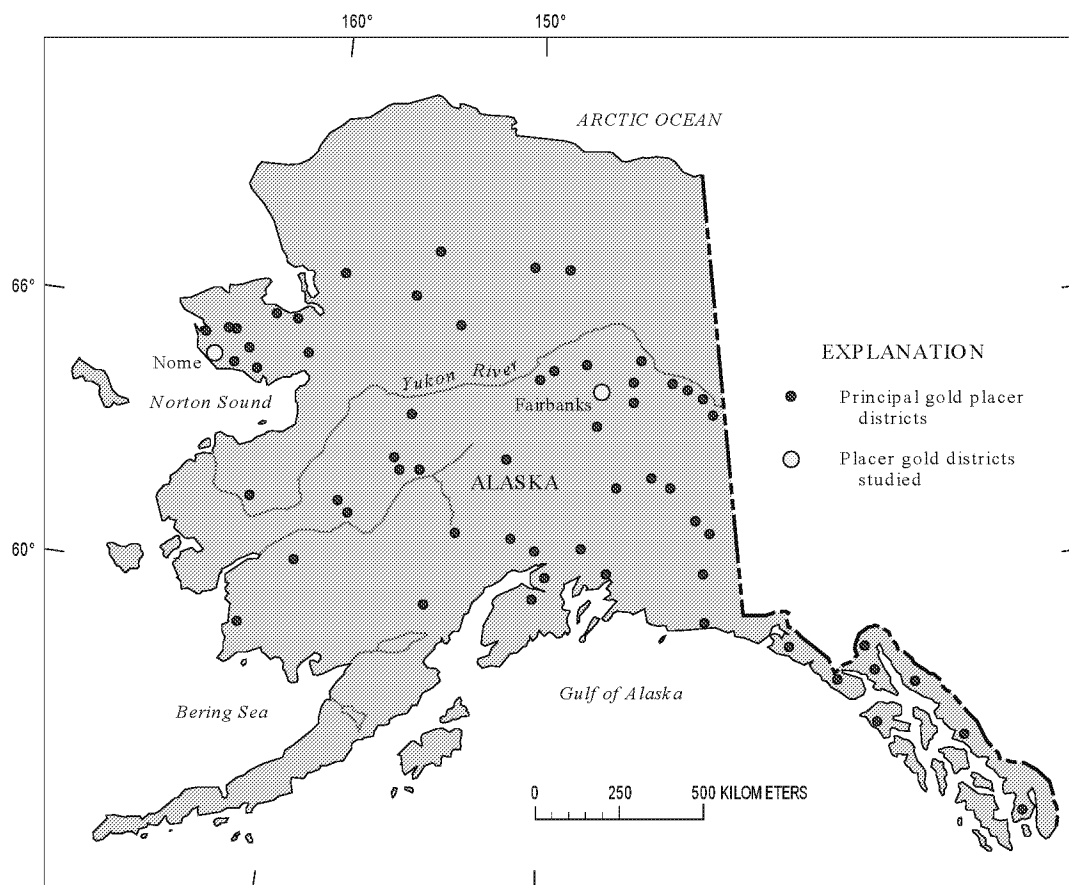 160°
150°
ARCTIC OCEAN
66°
Nome
Norton Sound
Yukon River
Fairbanks
EXPLANATION
Principal gold placer
districts
Placer gold districts
studied
ALASKA
60°
Bering Sea
Gulf of Alaska
0 250 500 KILOMETERS